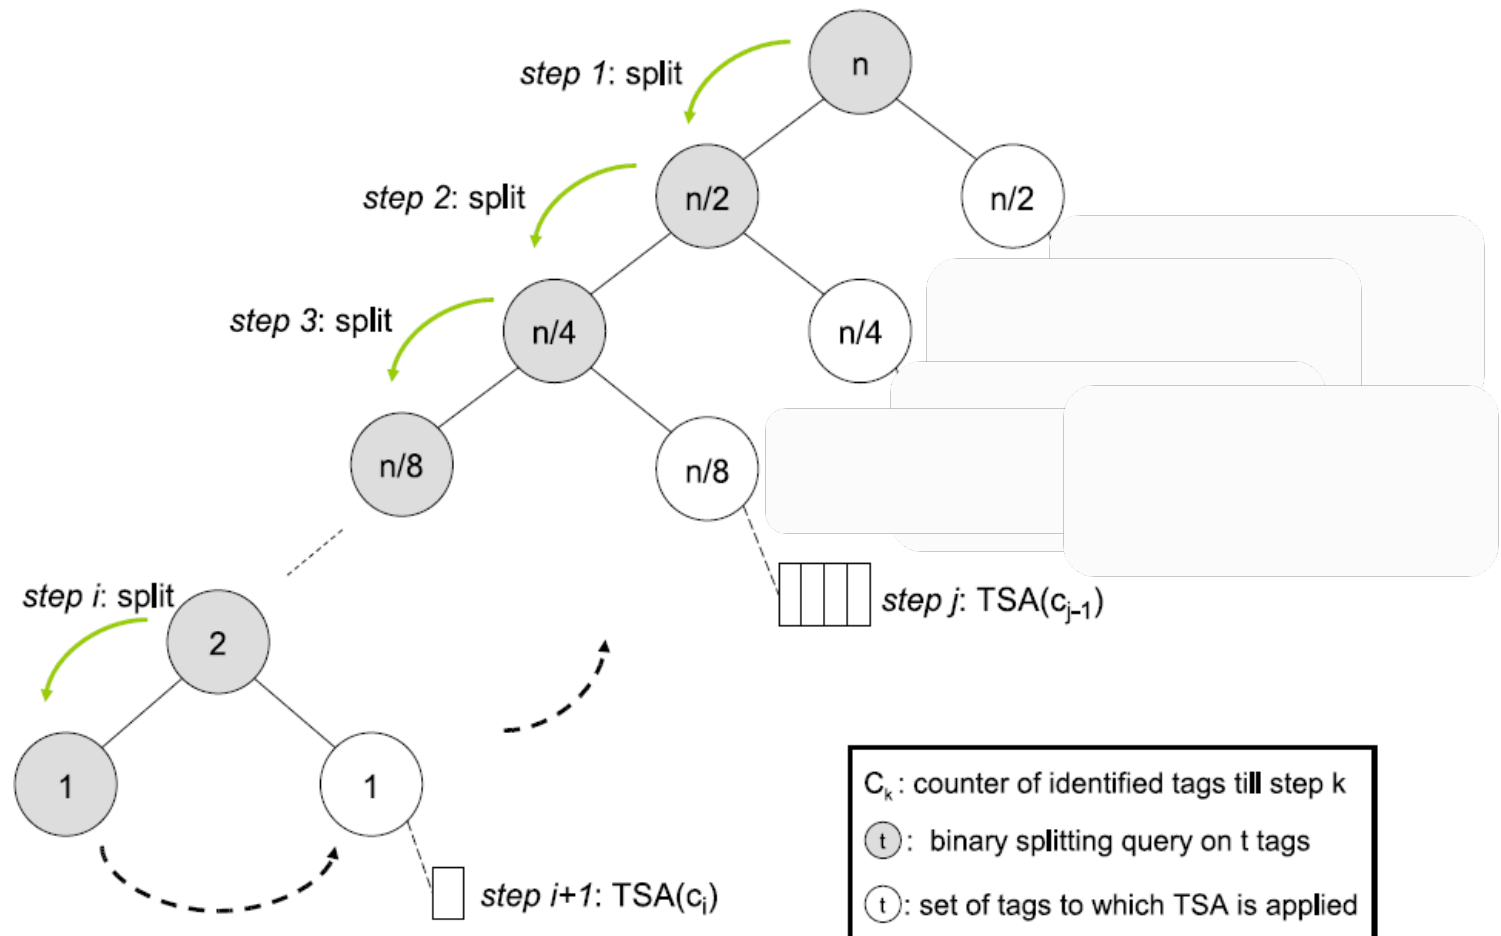 n
step 1: split
n/2
n/2
step 2: split
n/4
n/4
step 3: split
n/8
n/8
step i: split
2
step j: TSA(cj–1)
1
1
step i+1: TSA(ci)
Ck : counter of identified tags till step k
t : binary splitting query on t tags
t : set of tags to which TSA is applied